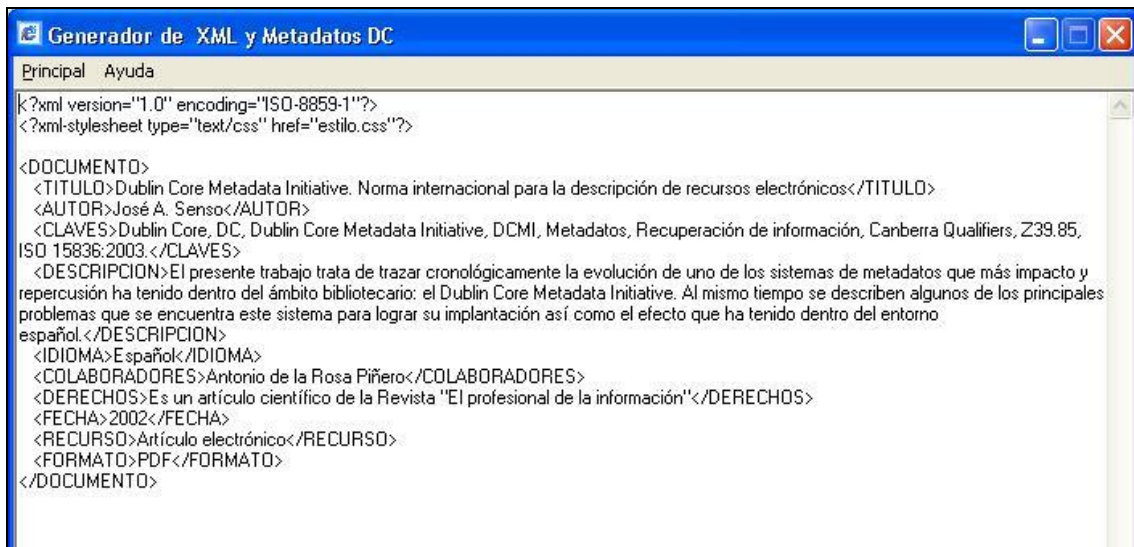 Generador de XML y Metadatos DC
Principal Ayuda
<?xml version="1.0" encoding="ISO-8859-1"?>
<?xml-stylesheet type="text/css" href="estilo.css"?>
<DOCUMENTO>
<TITULO>Dublin Core Metadata Initiative. Norma internacional para la descripción de recursos electrónicos</TITULO>
<AUTOR>José A. Senso</AUTOR>
<CLAVES>Dublin Core, DC, Dublin Core Metadata Initiative, DCMI, Metadatos, Recuperación de información, Canberra Qualifiers, Z39.85,
ISO 15836:2003.</CLAVES>
<DESCRIPCION>El presente trabajo trata de trazar cronológicamente la evolución de uno de los sistemas de metadatos que más impacto y
repercusión ha tenido dentro del ámbito bibliotecario: el Dublin Core Metadata Initiative. Al mismo tiempo se describen algunos de los principales
problemas que se encuentra este sistema para lograr su implantación así como el efecto que ha tenido dentro del entorno
español.</DESCRIPCION>
<IDIOMA>Español</IDIOMA>
<COLABORADORES>Antonio de la Rosa Piñero</COLABORADORES>
<DERECHOS>Es un artículo científico de la Revista "El profesional de la información"</DERECHOS>
<FECHA>2002</FECHA>
<RECURSO>Artículo electrónico</RECURSO>
<FORMATO>PDF</FORMATO>
</DOCUMENTO>